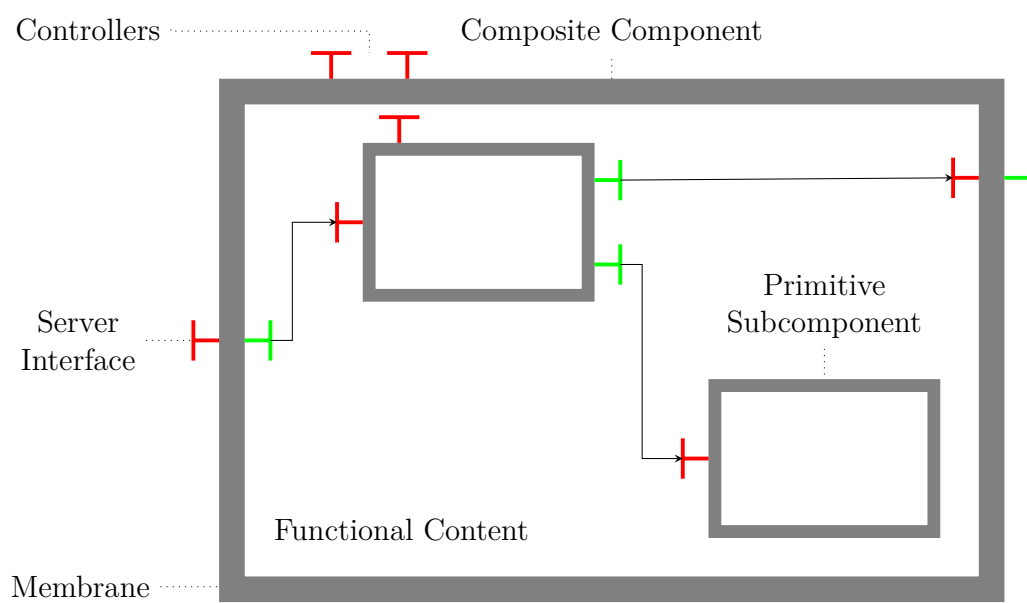 Controllers
Composite Component
Primitive
Subcomponent
Server
Interface
Functional Content
Membrane